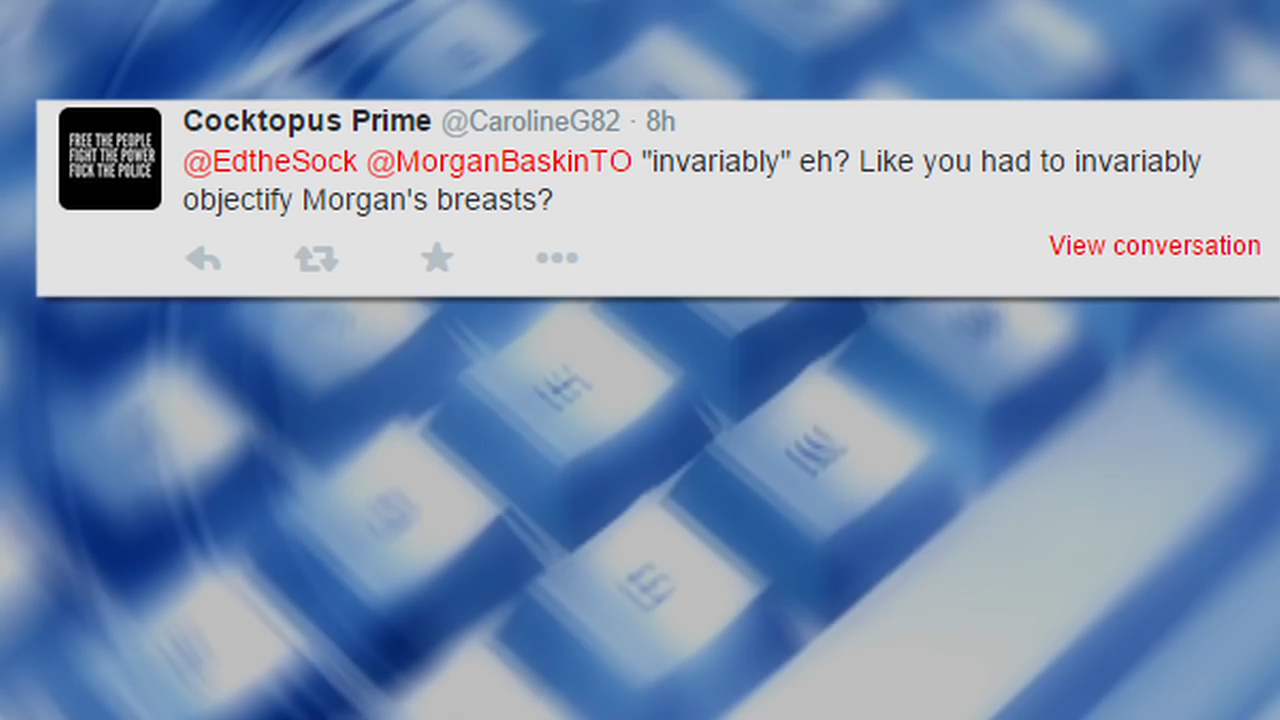 Cocktopus Prime @CarolineG82 · 8h
FREE THE PEOPLE
FIGHT THE POWER
FUCK THE POLICE
@EdtheSock @MorganBaskinTO "invariably" eh? Like you had to invariably
objectify Morgan's breasts?
View conversation